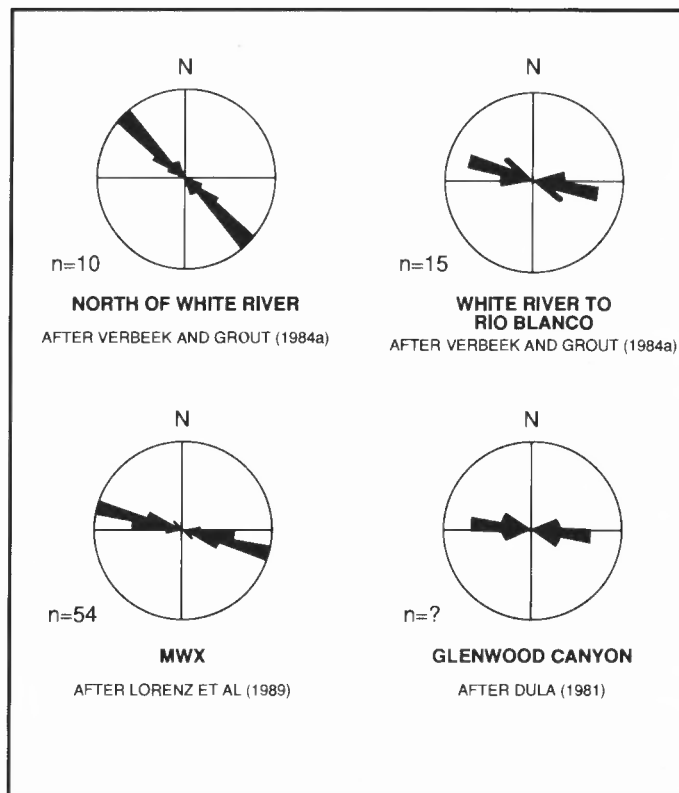 N
n=10
NORTH OF WHITE RIVER
AFTER VERBEEK AND GROUT (1984a)
N
n=15
WHITE RIVER TO
RIO BLANCO
AFTER VERBEEK AND GROUT (1984a)
N
n=54
MWX
AFTER LORENZ ET AL (1989)
N
n=?
GLENWOOD CANYON
AFTER DULA (1981)